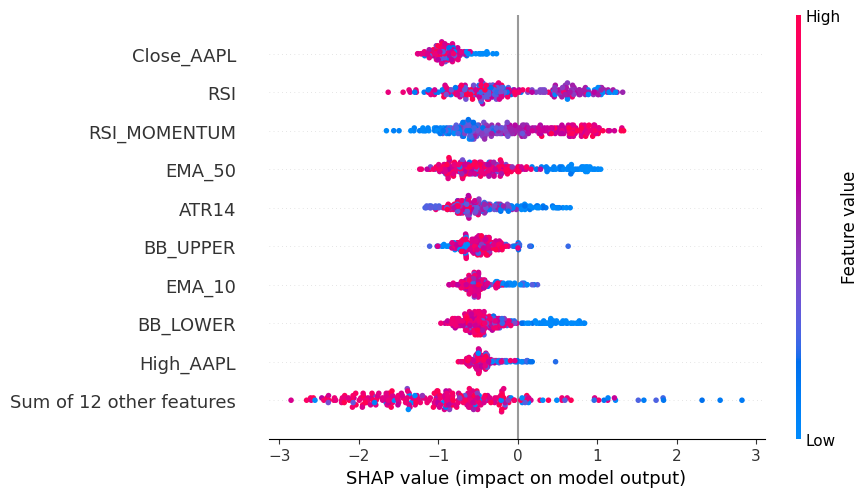 High
Close_AAPL
RSI
RSI_MOMENTUM
EMA_50
ATR14
BB_UPPER
EMA_10
BB_LOWER
High_AAPL
Sum of 12 other features
Feature value
Low
−3 −2 −1 0 1 2 3
SHAP value (impact on model output)